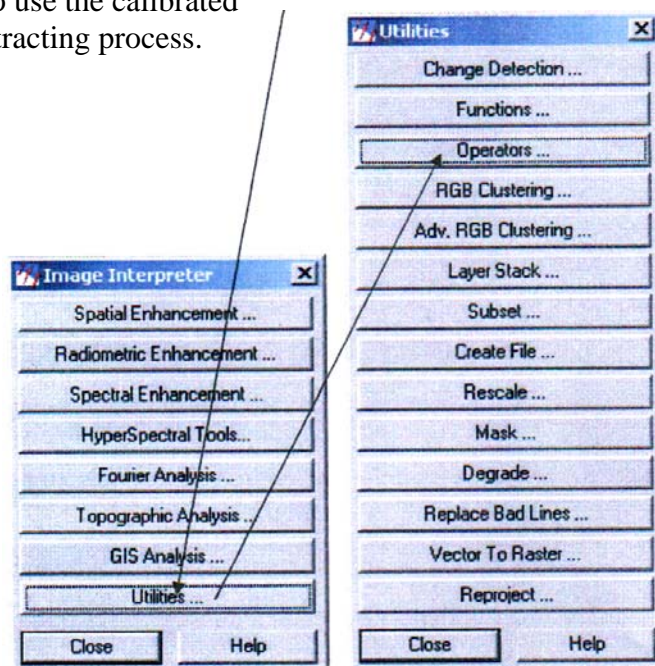 use the calibrated
tracting process.
Utilities
Change Detection ...
Functions ...
Operators ...
RGB Clustering ...
Adv. RGB Clustering ...
Layer Stack ...
Subset ...
Create File ...
Rescale ...
Mask ...
Degrade ...
Replace Bad Lines ...
Vector To Raster ...
Reproject ...
Close Help
Image Interpreter
Spatial Enhancement ...
Radiometric Enhancement ...
Spectral Enhancement ...
HyperSpectral Tools...
Fourier Analysis ...
Topographic Analysis ...
GIS Analysis ...
Utilities ...
Close Help